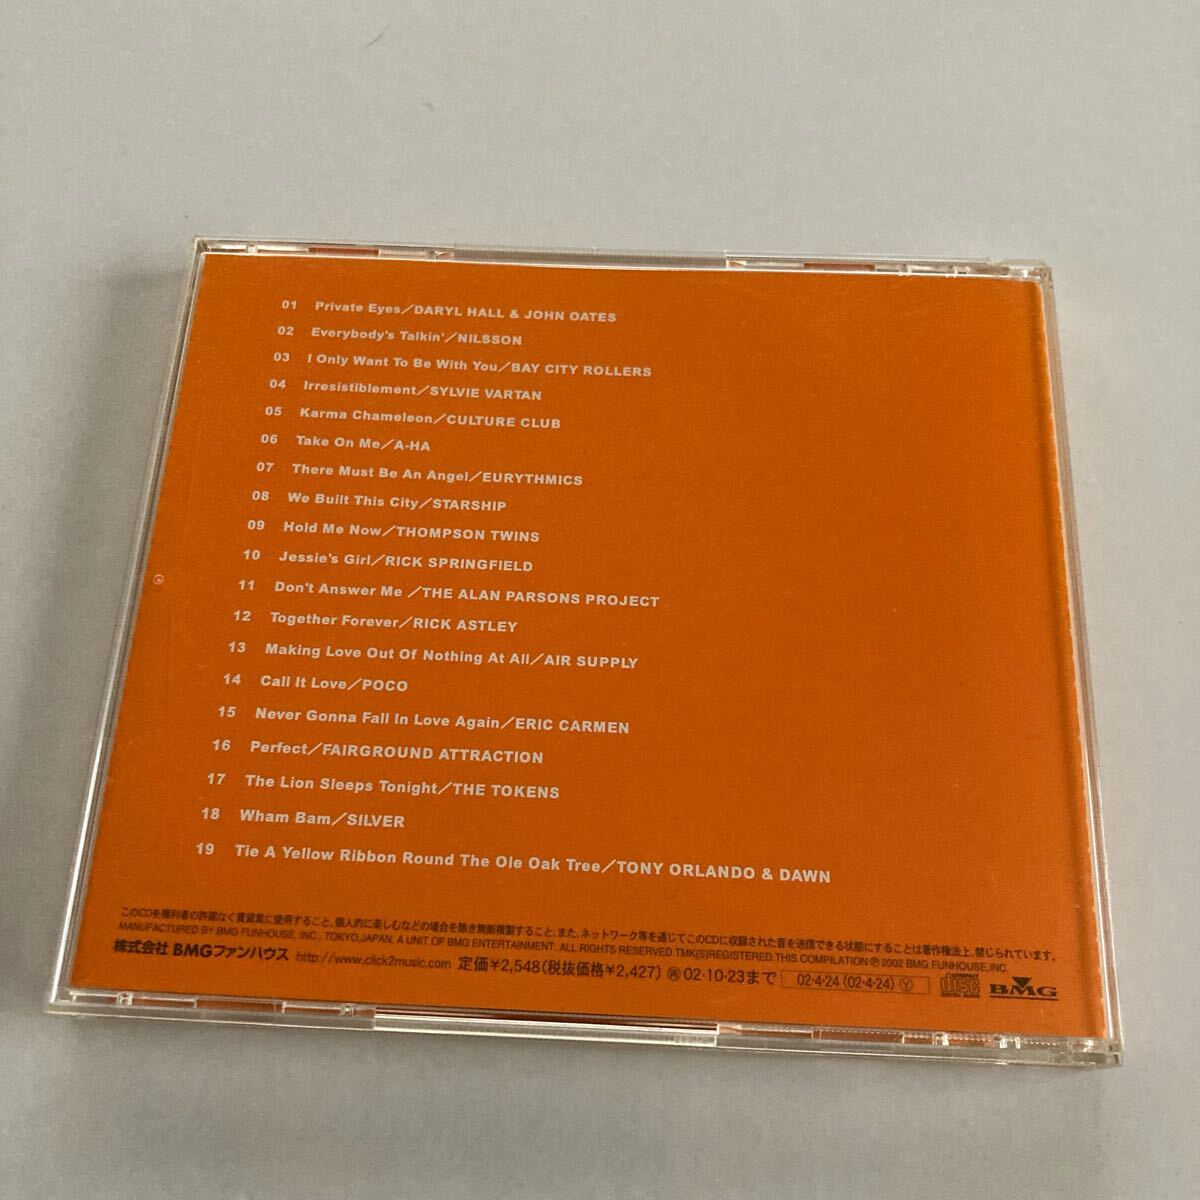 01 Private Eyes／DARYL HALL & JOHN OATES
02 Everybody's Talkin'／NILSSON
03 I Only Want To Be With You／BAY CITY ROLLERS
04 Irresistiblement／SYLVIE VARTAN
05 Karma Chameleon／CULTURE CLUB
06 Take On Me／A-HA
07 There Must Be An Angel／EURYTHMICS
08 We Built This City／STARSHIP
09 Hold Me Now／THOMPSON TWINS
10 Jessie's Girl／RICK SPRINGFIELD
11 Don't Answer Me ／THE ALAN PARSONS PROJECT
12 Together Forever／RICK ASTLEY
13 Making Love Out Of Nothing At All／AIR SUPPLY
14 Call It Love／POCO
15 Never Gonna Fall In Love Again／ERIC CARMEN
16 Perfect／FAIRGROUND ATTRACTION
17 The Lion Sleeps Tonight／THE TOKENS
18 Wham Bam／SILVER
19 Tie A Yellow Ribbon Round The Ole Oak Tree／TONY ORLANDO & DAWN
このCDを権利者の許諾なく賃貸業に使用すること、個人的に楽しむなどの場合を除き無断複製すること、また、ネットワーク等を通じてこのCDに収録された音を送信できる状態にすることは著作権法上、禁じられています。
MANUFACTURED BY BMG FUNHOUSE, INC., TOKYO,JAPAN, A UNIT OF BMG ENTERTAINMENT. ALL RIGHTS RESERVED.TMK(S)REGISTERED.THIS COMPILATION ℗2002 BMG FUNHOUSE,INC.
株式会社 BMGファンハウス http://www.click2music.com 定価¥2,548(税抜価格¥2,427) ㊢02・10・23まで 02・4・24 (02・4・24) Ⓨ COMPACT disc DIGITAL AUDIO BMG